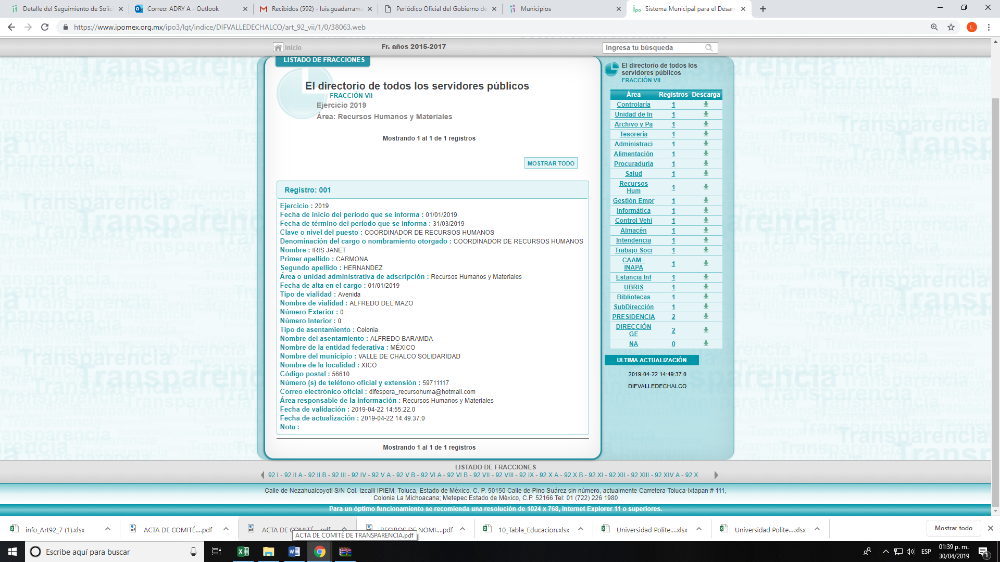 Detalle del Seguimiento de Solici
Correo: ADRY A - Outlook
Recibidos (592) - luis.guadarrama
Periódico Oficial del Gobierno de
Municipios
Sistema Municipal para el Desarr
https://www.ipomex.org.mx/ipo3/lgt/indice/DIFVALLEDECHALCO/art_92_vii/1/0/38063.web
L
Inicio
Fr. años 2015-2017
Ingresa tu búsqueda
LISTADO DE FRACCIONES
El directorio de todos los servidores públicos
FRACCIÓN VII
Ejercicio 2019
Área: Recursos Humanos y Materiales
Mostrando 1 al 1 de 1 registros
MOSTRAR TODO
Registro: 001
Ejercicio : 2019
Fecha de inicio del periodo que se informa : 01/01/2019
Fecha de término del periodo que se informa : 31/03/2019
Clave o nivel del puesto : COORDINADOR DE RECURSOS HUMANOS
Denominación del cargo o nombramiento otorgado : COORDINADOR DE RECURSOS HUMANOS
Nombre : IRIS JANET
Primer apellido : CARMONA
Segundo apellido : HERNANDEZ
Área o unidad administrativa de adscripción : Recursos Humanos y Materiales
Fecha de alta en el cargo : 01/01/2019
Tipo de vialidad : Avenida
Nombre de vialidad : ALFREDO DEL MAZO
Número Exterior : 0
Número Interior : 0
Tipo de asentamiento : Colonia
Nombre del asentamiento : ALFREDO BARAMDA
Nombre de la entidad federativa : MÉXICO
Nombre del municipio : VALLE DE CHALCO SOLIDARIDAD
Nombre de la localidad : XICO
Código postal : 56610
Número (s) de teléfono oficial y extensión : 59711117
Correo electrónico oficial : difespera_recursohuma@hotmail.com
Área responsable de la información : Recursos Humanos y Materiales
Fecha de validación : 2019-04-22 14:55:22.0
Fecha de actualización : 2019-04-22 14:49:37.0
Nota :
Mostrando 1 al 1 de 1 registros
El directorio de todos los
servidores públicos
FRACCIÓN VII
Área Registros Descarga
Controlaría 1
Unidad de In 1
Archivo y Pa 1
Tesorería 1
Administraci 1
Alimentación 1
Procuraduria 1
Salud 1
Recursos
Hum 1
Gestión Empr 1
Informática 1
Control Vehi 1
Almacén 1
Intendencia 1
Trabajo Soci 1
CAAM -
INAPA 1
Estancia Inf 1
UBRIS 1
Bibliotecas 1
SubDirección 1
PRESIDENCIA 2
DIRECCIÓN
GE 2
NA 0
ULTIMA ACTUALIZACIÓN
2019-04-22 14:49:37.0
DIFVALLEDECHALCO
LISTADO DE FRACCIONES
92 I - 92 II A - 92 II B - 92 III - 92 IV - 92 V A - 92 V B - 92 VI A - 92 VI B - 92 VII - 92 VIII - 92 IX - 92 X A - 92 X B - 92 XI - 92 XII - 92 XIII - 92 XIV A - 92 X
Calle de Nezahualcoyotl S/N Col. Izcalli IPIEM, Toluca, Estado de México. C. P. 50150 Calle de Pino Suárez sin número, actualmente Carretera Toluca-Ixtapan # 111,
Colonia La Michoacana; Metepec Estado de México, C.P. 52166 Tel: 01 (722) 226 1980
Para un óptimo funcionamiento se recomienda una resolución de 1024 x 768, Internet Explorer 11 o superiores.
info_Art92_7 (1).xlsx
ACTA DE COMITÉ....pdf
ACTA DE COMITÉ....pdf
RECIBOS DE NOMI....pdf
10_Tabla_Educacion.xlsx
Universidad Polite....xlsx
Universidad Polite....xlsx
Mostrar todo
ACTA DE COMITÉ DE TRANSPARENCIA.pdf
Escribe aquí para buscar
ESP
01:39 p. m.
30/04/2019
1